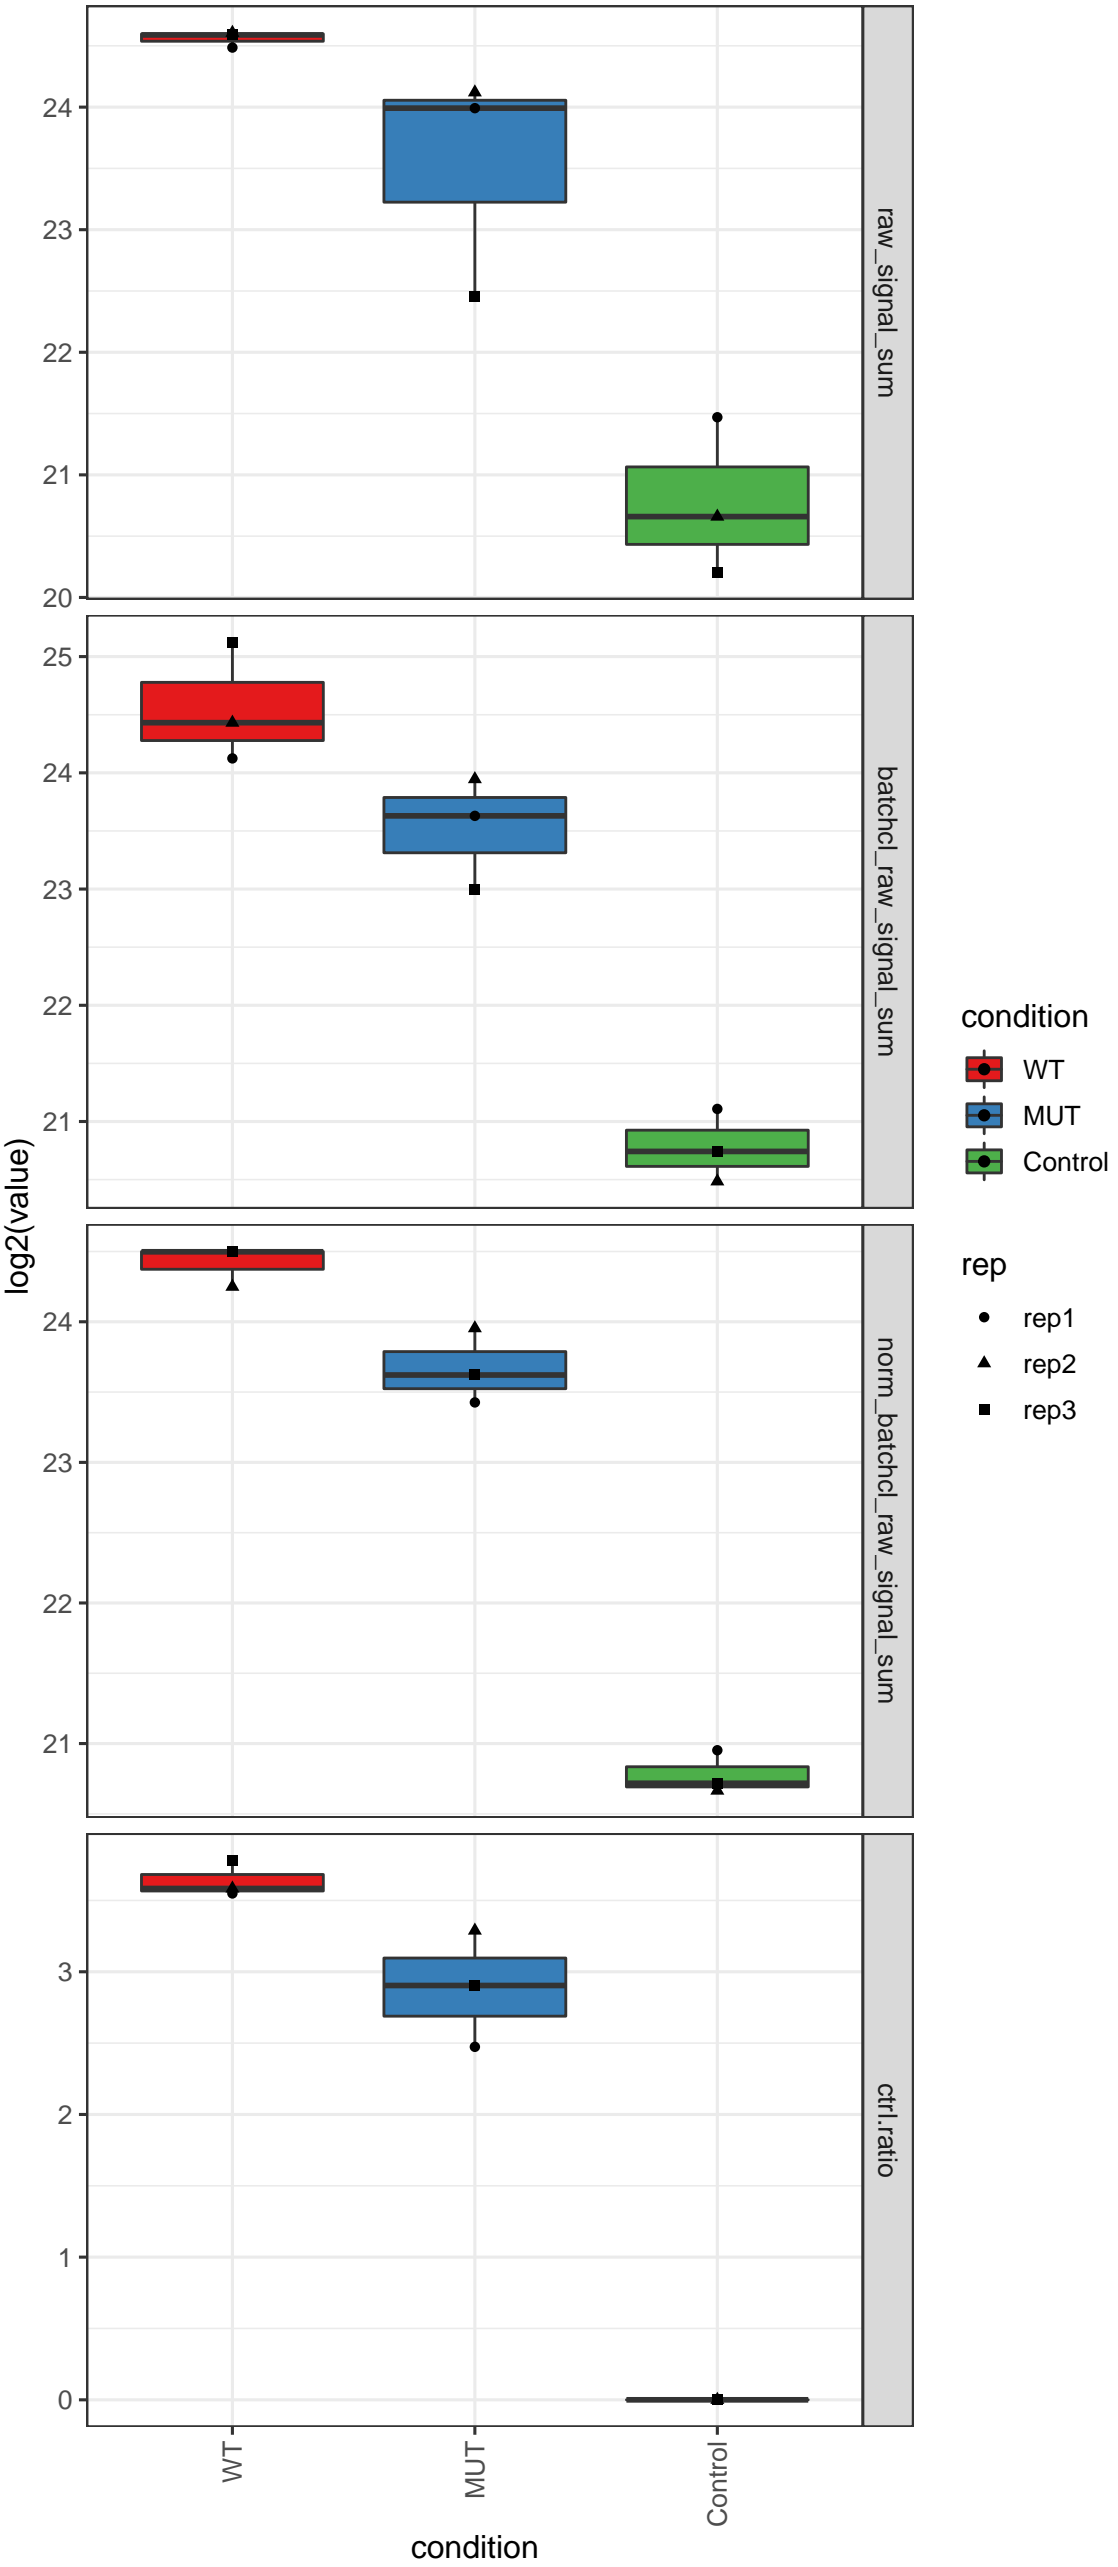 24
23
22
21
20
raw_signal_sum
25
24
23
22
21
batchcl_raw_signal_sum
24
23
22
21
norm_batchcl_raw_signal_sum
3
2
1
0
ctrl.ratio
log2(value)
WT
MUT
Control
condition
condition
WT
MUT
Control
rep
rep1
rep2
rep3